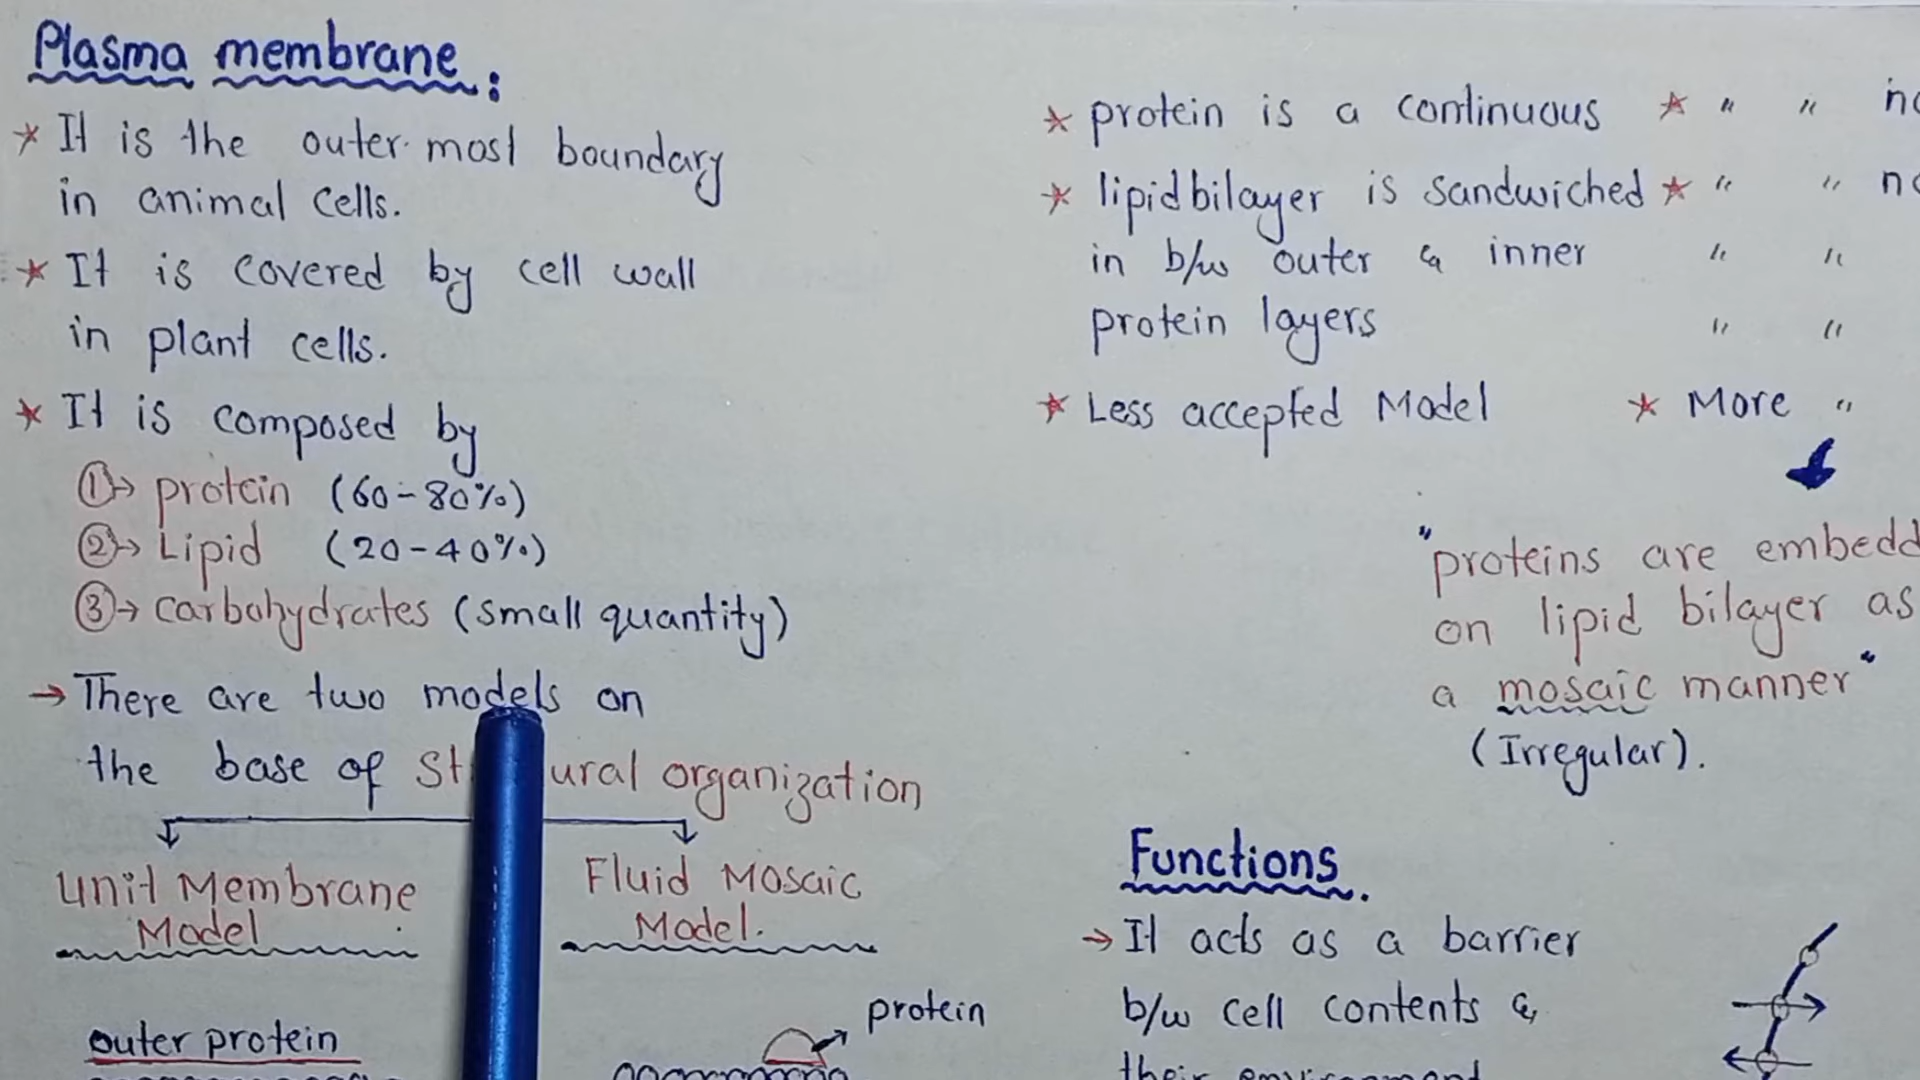 Plasma membrane:
* It is the outer most boundary
in animal cells.
* It is covered by cell wall
in plant cells.
* It is composed by
①→ protein (60-80%)
②→ Lipid (20-40%)
③→ carbohydrates (small quantity)
→ There are two models on
the base of ural organization
Unit Membrane
Model
Fluid Mosaic
Model.
outer protein
protein
* protein is a continuous * " "
* lipid bilayer is sandwiched * " "
in b/w outer & inner " "
protein layers " "
* Less accepted Model * More "
"proteins are embedd
on lipid bilayer as
a mosaic manner"
(Irregular).
Functions.
→ It acts as a barrier
b/w cell contents &
their environment